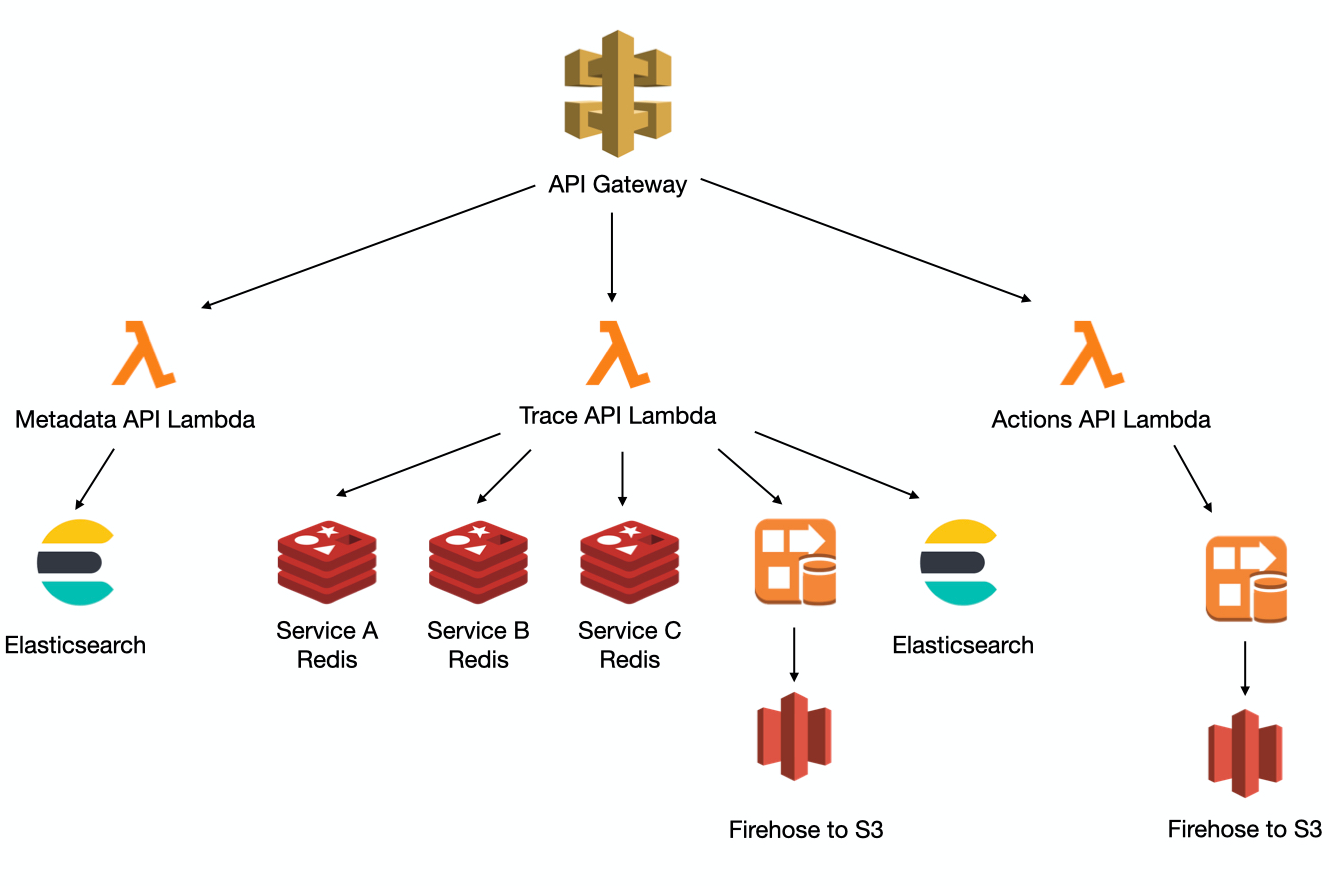 API Gateway
Metadata API Lambda
Trace API Lambda
Actions API Lambda
Elasticsearch
Service A
Redis
Service B
Redis
Service C
Redis
Elasticsearch
Firehose to S3
Firehose to S3